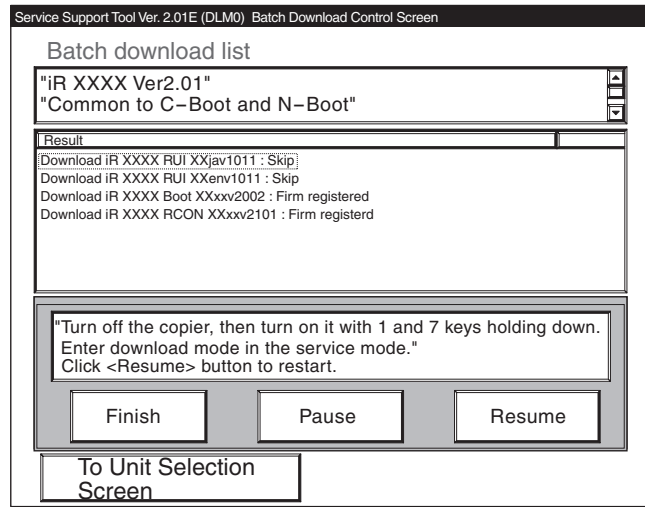 Service Support Tool Ver. 2.01E (DLM0) Batch Download Control Screen
Batch download list
"iR XXXX Ver2.01"
"Common to C-Boot and N-Boot"
Result
Download iR XXXX RUI XXjav1011 : Skip
Download iR XXXX RUI XXenv1011 : Skip
Download iR XXXX Boot XXxxv2002 : Firm registered
Download iR XXXX RCON XXxxv2101 : Firm registerd
"Turn off the copier, then turn on it with 1 and 7 keys holding down.
Enter download mode in the service mode."
Click <Resume> button to restart.
Finish
Pause
Resume
To Unit Selection
Screen